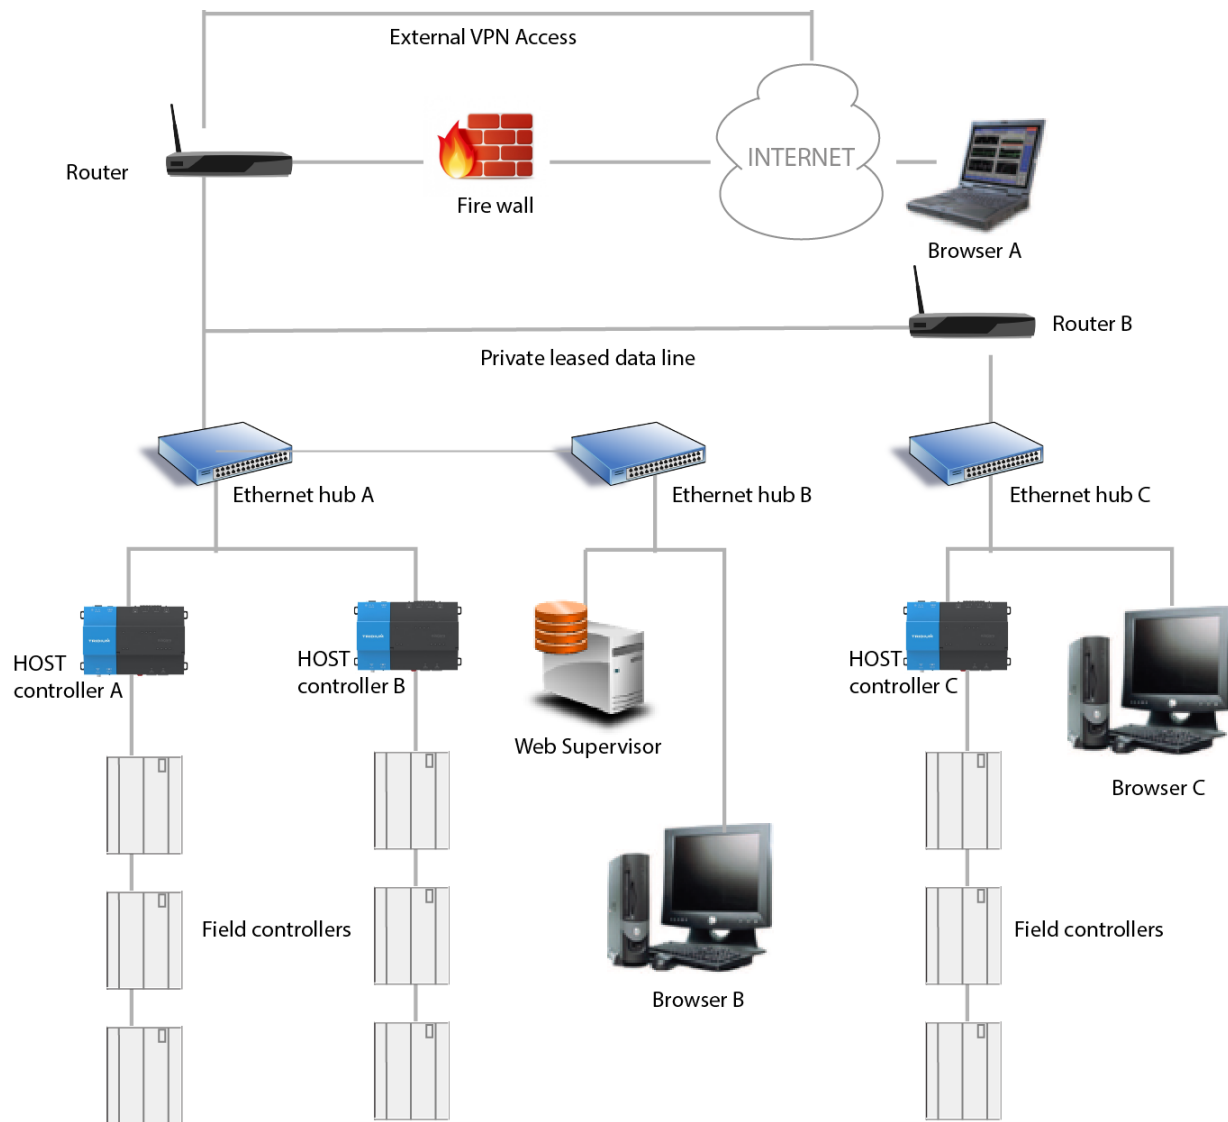 External VPN Access
Router
Fire wall
INTERNET
Browser A
Router B
Private leased data line
Ethernet hub A
Ethernet hub B
Ethernet hub C
HOST
controller A
HOST
controller B
Web Supervisor
HOST
controller C
Browser C
Field controllers
Browser B
Field controllers